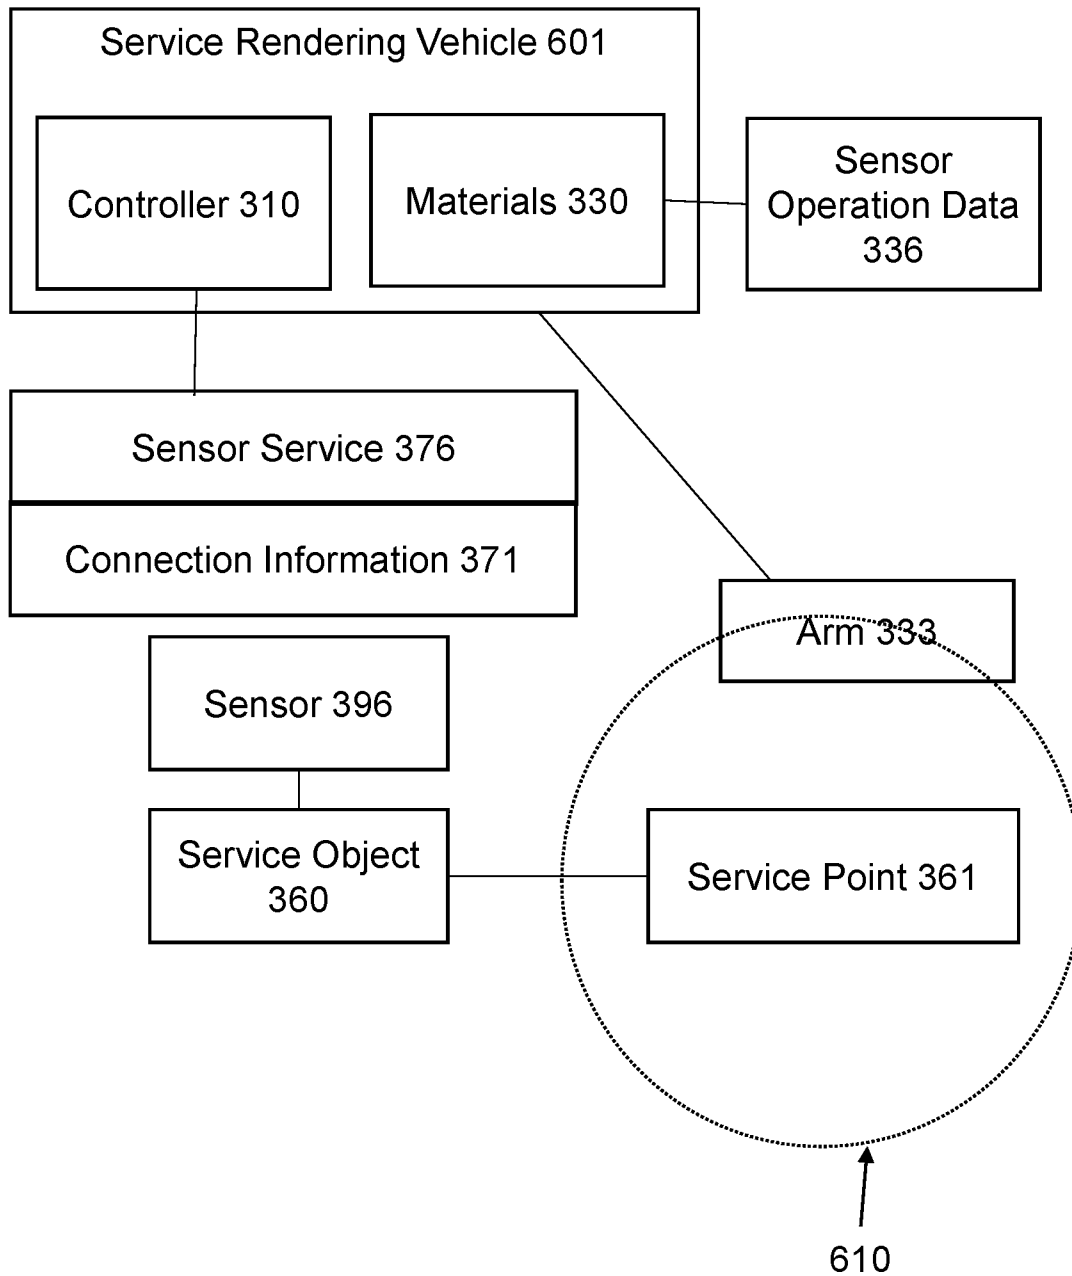 Service Rendering Vehicle 601
Controller 310
Materials 330
Sensor
Operation Data
336
Sensor Service 376
Connection Information 371
Arm 333
Sensor 396
Service Object
360
Service Point 361
610